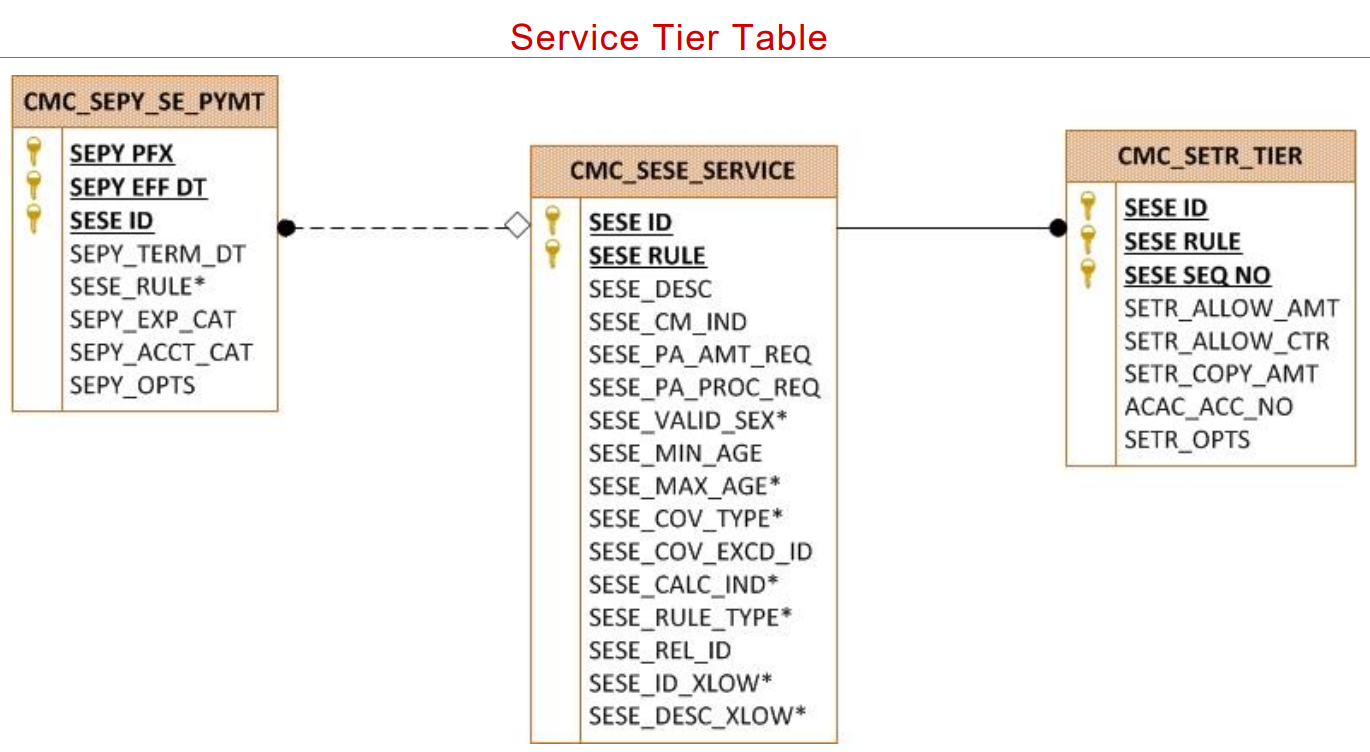 Service Tier Table
CMC_SEPY_SE_PYMT
SEPY PFX
SEPY EFF DT
SESE ID
SEPY_TERM_DT
SESE_RULE*
SEPY_EXP_CAT
SEPY_ACCT_CAT
SEPY_OPTS
CMC_SESE_SERVICE
SESE ID
SESE RULE
SESE_DESC
SESE_CM_IND
SESE_PA_AMT_REQ
SESE_PA_PROC_REQ
SESE_VALID_SEX*
SESE_MIN_AGE
SESE_MAX_AGE*
SESE_COV_TYPE*
SESE_COV_EXCD_ID
SESE_CALC_IND*
SESE_RULE_TYPE*
SESE_REL_ID
SESE_ID_XLOW*
SESE_DESC_XLOW*
CMC_SETR_TIER
SESE ID
SESE RULE
SESE SEQ NO
SETR_ALLOW_AMT
SETR_ALLOW_CTR
SETR_COPY_AMT
ACAC_ACC_NO
SETR_OPTS